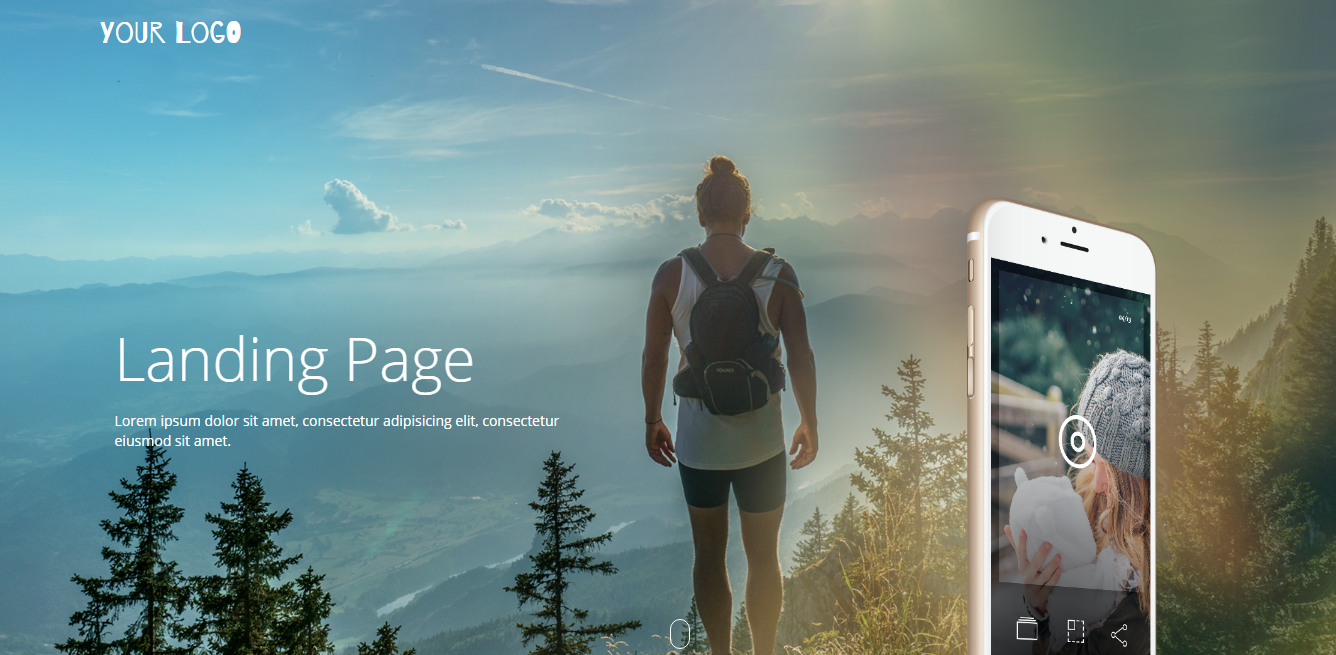 YOUR LOGO
Landing Page
Lorem ipsum dolor sit amet, consectetur adipisicing elit, consectetur
eiusmod sit amet.